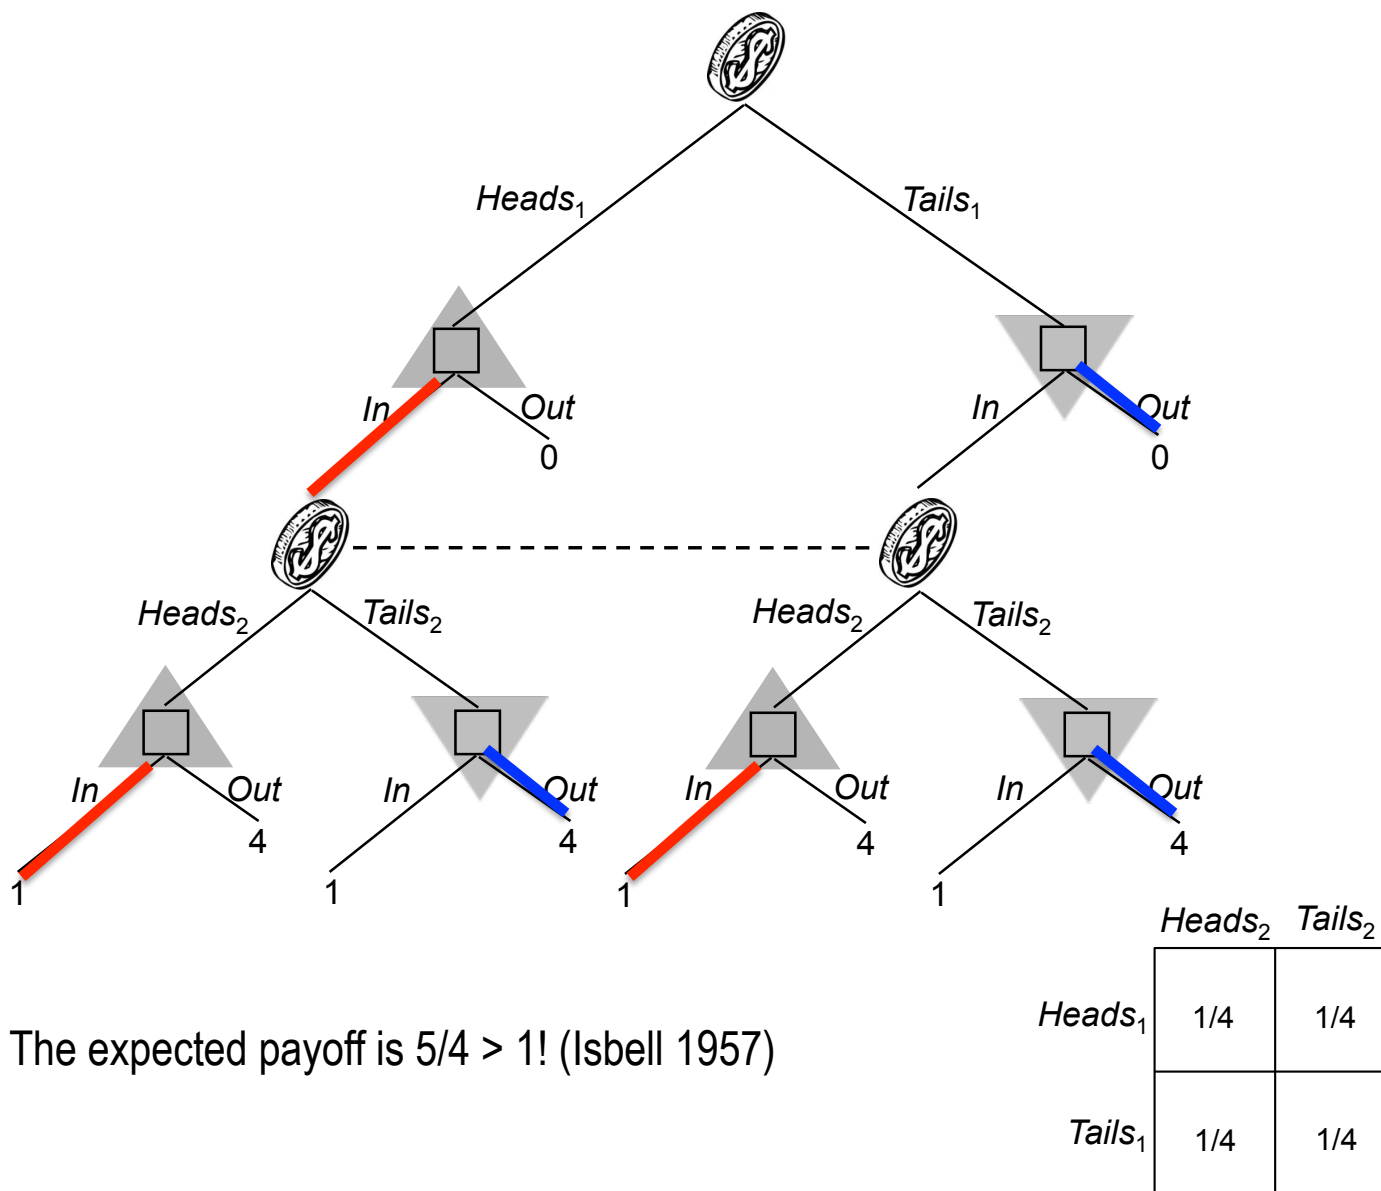 Heads1 Tails1
In Out In Out
0 0
Heads2 Tails2 Heads2 Tails2
In Out In Out In Out In Out
4 4 4 4
1 1 1 1
Heads2 Tails2
Heads1 1/4 1/4
The expected payoff is 5/4 > 1! (Isbell 1957)
Tails1 1/4 1/4